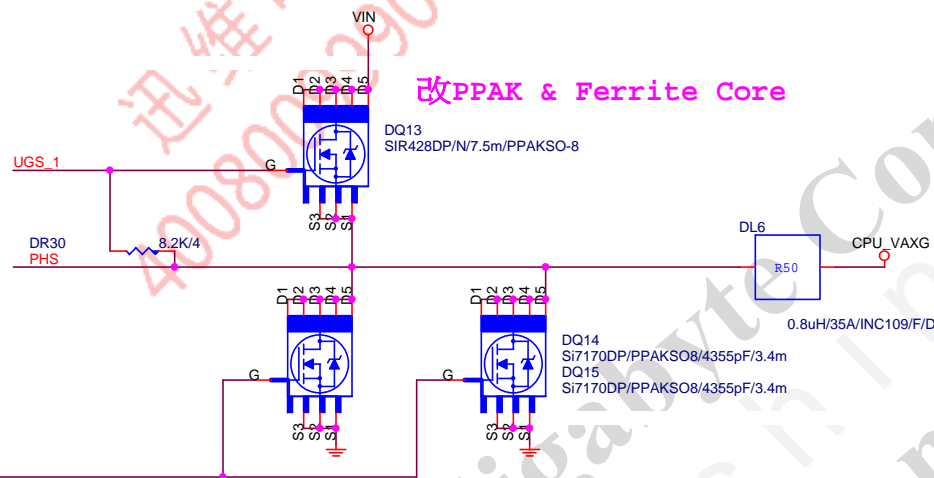 VIN
D1 D2 D3 D4 D5
改PPAK & Ferrite Core
DQ13
SIR428DP/N/7.5m/PPAKSO-8
UGS_1
G
S3 S2 S1
DR30
8.2K/4
PHS
DL6
R50
CPU_VAXG
0.8uH/35A/INC109/F/D
D1 D2 D3 D4 D5
D1 D2 D3 D4 D5
DQ14
Si7170DP/PPAKSO8/4355pF/3.4m
DQ15
Si7170DP/PPAKSO8/4355pF/3.4m
G
G
S3 S2 S1
S3 S2 S1